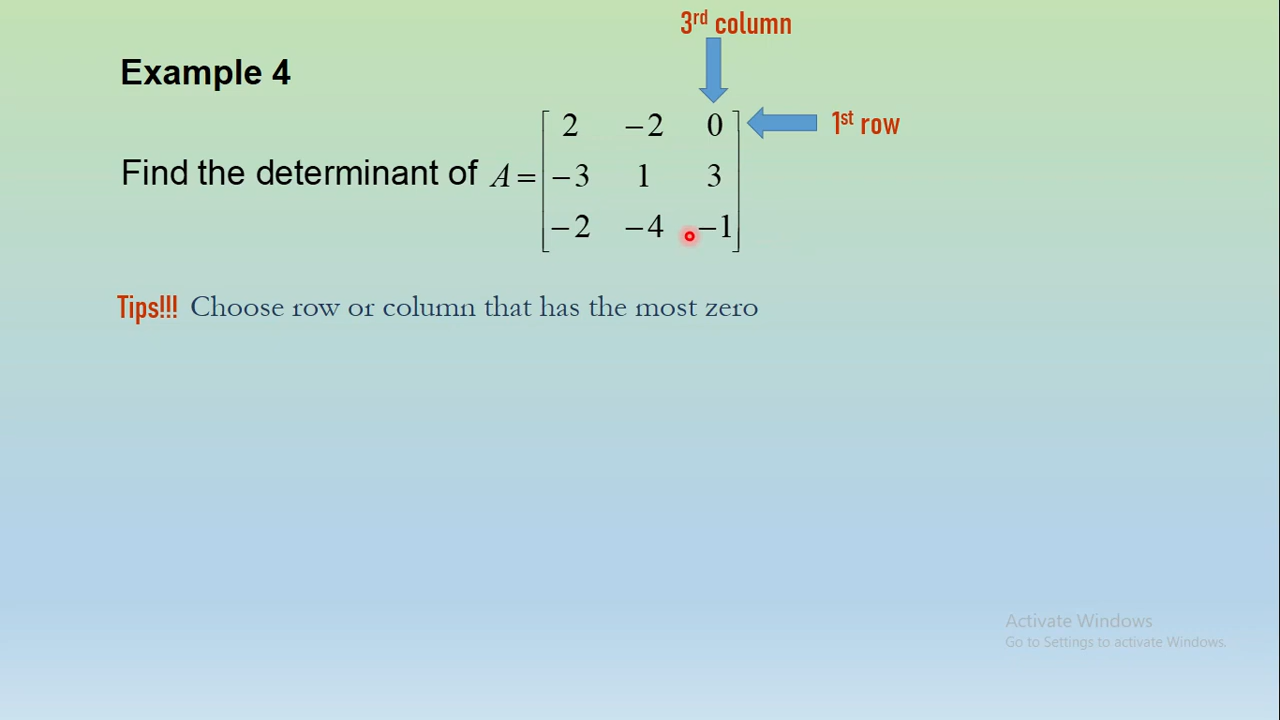 3rd column
Example 4
2 −2 0
1st row
Find the determinant of A = −3 1 3
−2 −4 −1
Tips!!! Choose row or column that has the most zero
Activate Windows
Go to Settings to activate Windows.